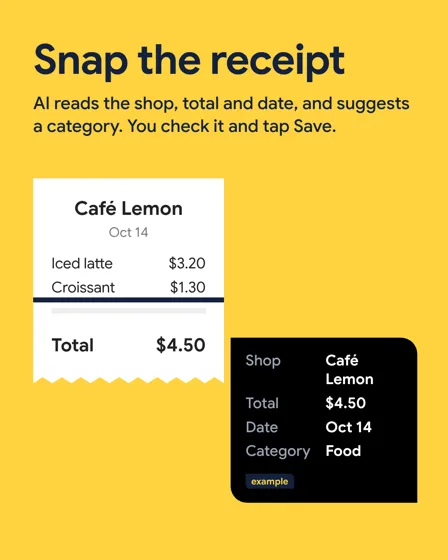 Snap the receipt
AI reads the shop, total and date, and suggests
a category. You check it and tap Save.
Café Lemon
Oct 14
Iced latte $3.20
Croissant $1.30
Total $4.50
Shop Café
Lemon
Total $4.50
Date Oct 14
Category Food
example